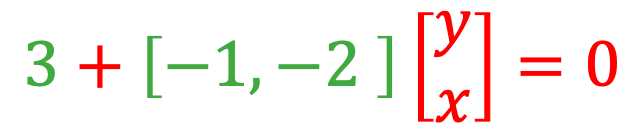 3 + [−1, −2 ] [y x] = 0